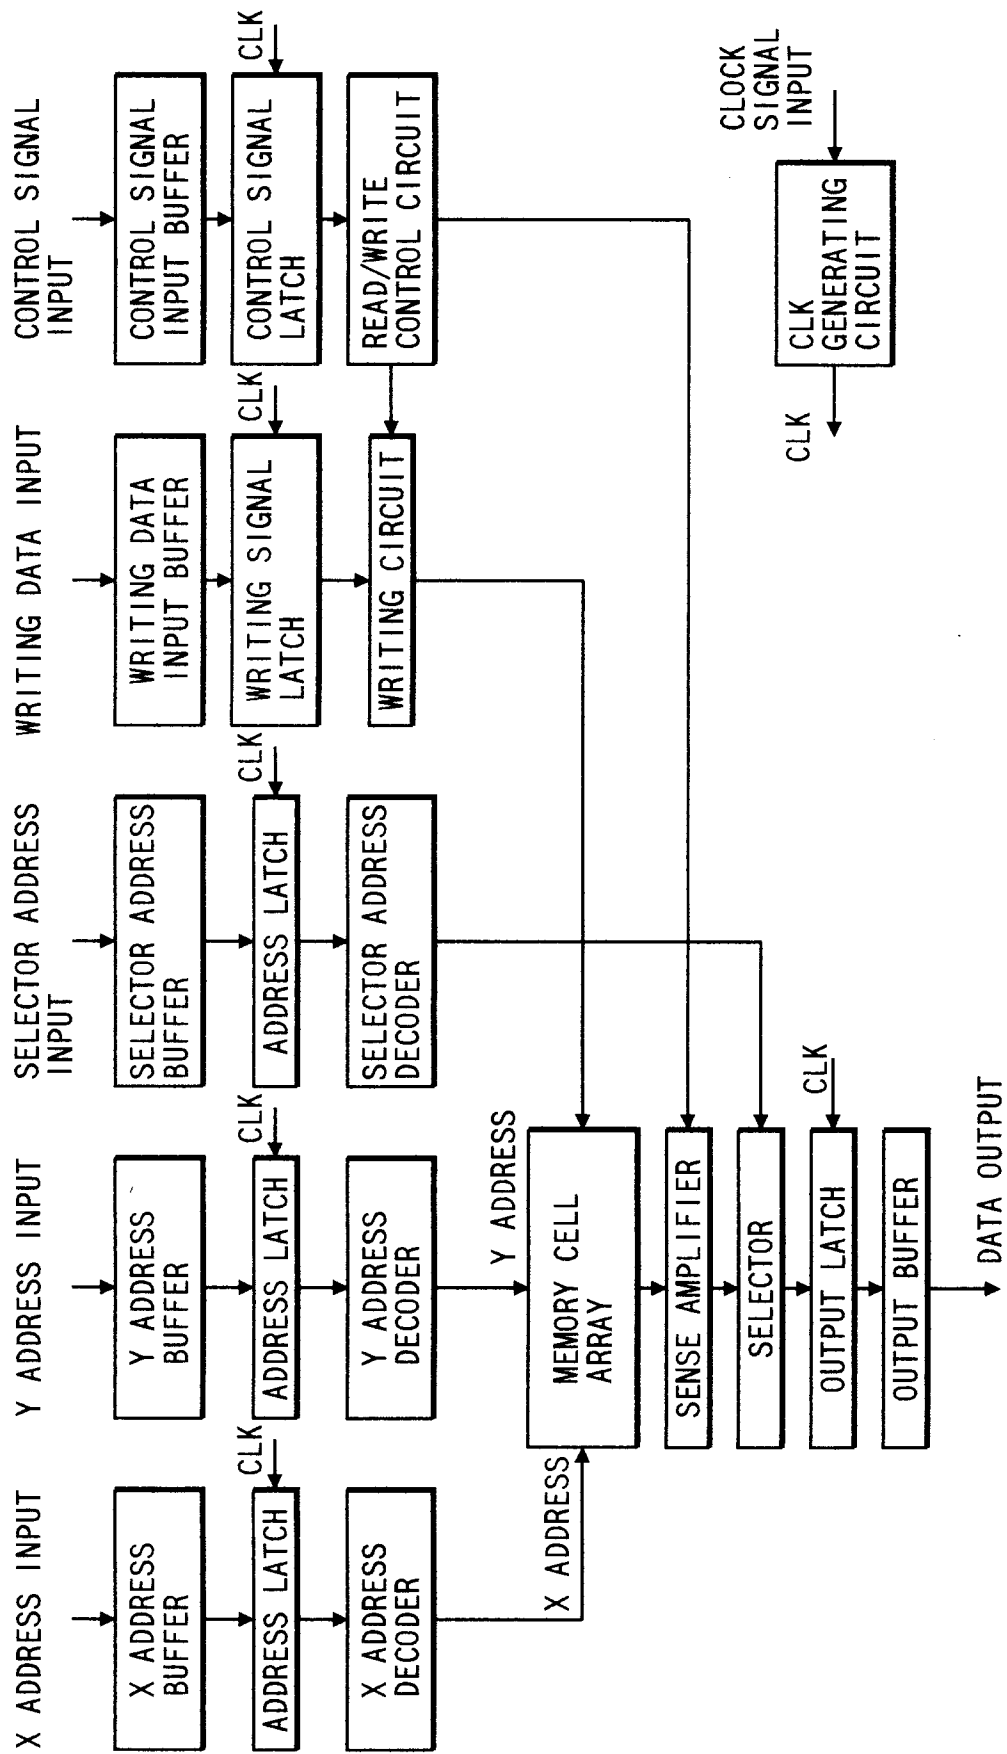 X ADDRESS INPUT
X ADDRESS
BUFFER
CLK
ADDRESS LATCH
X ADDRESS
DECODER
X ADDRESS
Y ADDRESS INPUT
Y ADDRESS
BUFFER
CLK
ADDRESS LATCH
Y ADDRESS
DECODER
Y ADDRESS
SELECTOR ADDRESS
INPUT
SELECTOR ADDRESS
BUFFER
CLK
ADDRESS LATCH
SELECTOR ADDRESS
DECODER
WRITING DATA INPUT
WRITING DATA
INPUT BUFFER
CLK
WRITING SIGNAL
LATCH
WRITING CIRCUIT
CONTROL SIGNAL
INPUT
CONTROL SIGNAL
INPUT BUFFER
CLK
CONTROL SIGNAL
LATCH
READ/WRITE
CONTROL CIRCUIT
MEMORY CELL
ARRAY
SENSE AMPLIFIER
SELECTOR
CLK
OUTPUT LATCH
OUTPUT BUFFER
DATA OUTPUT
CLOCK
SIGNAL
INPUT
CLK
GENERATING
CIRCUIT
CLK